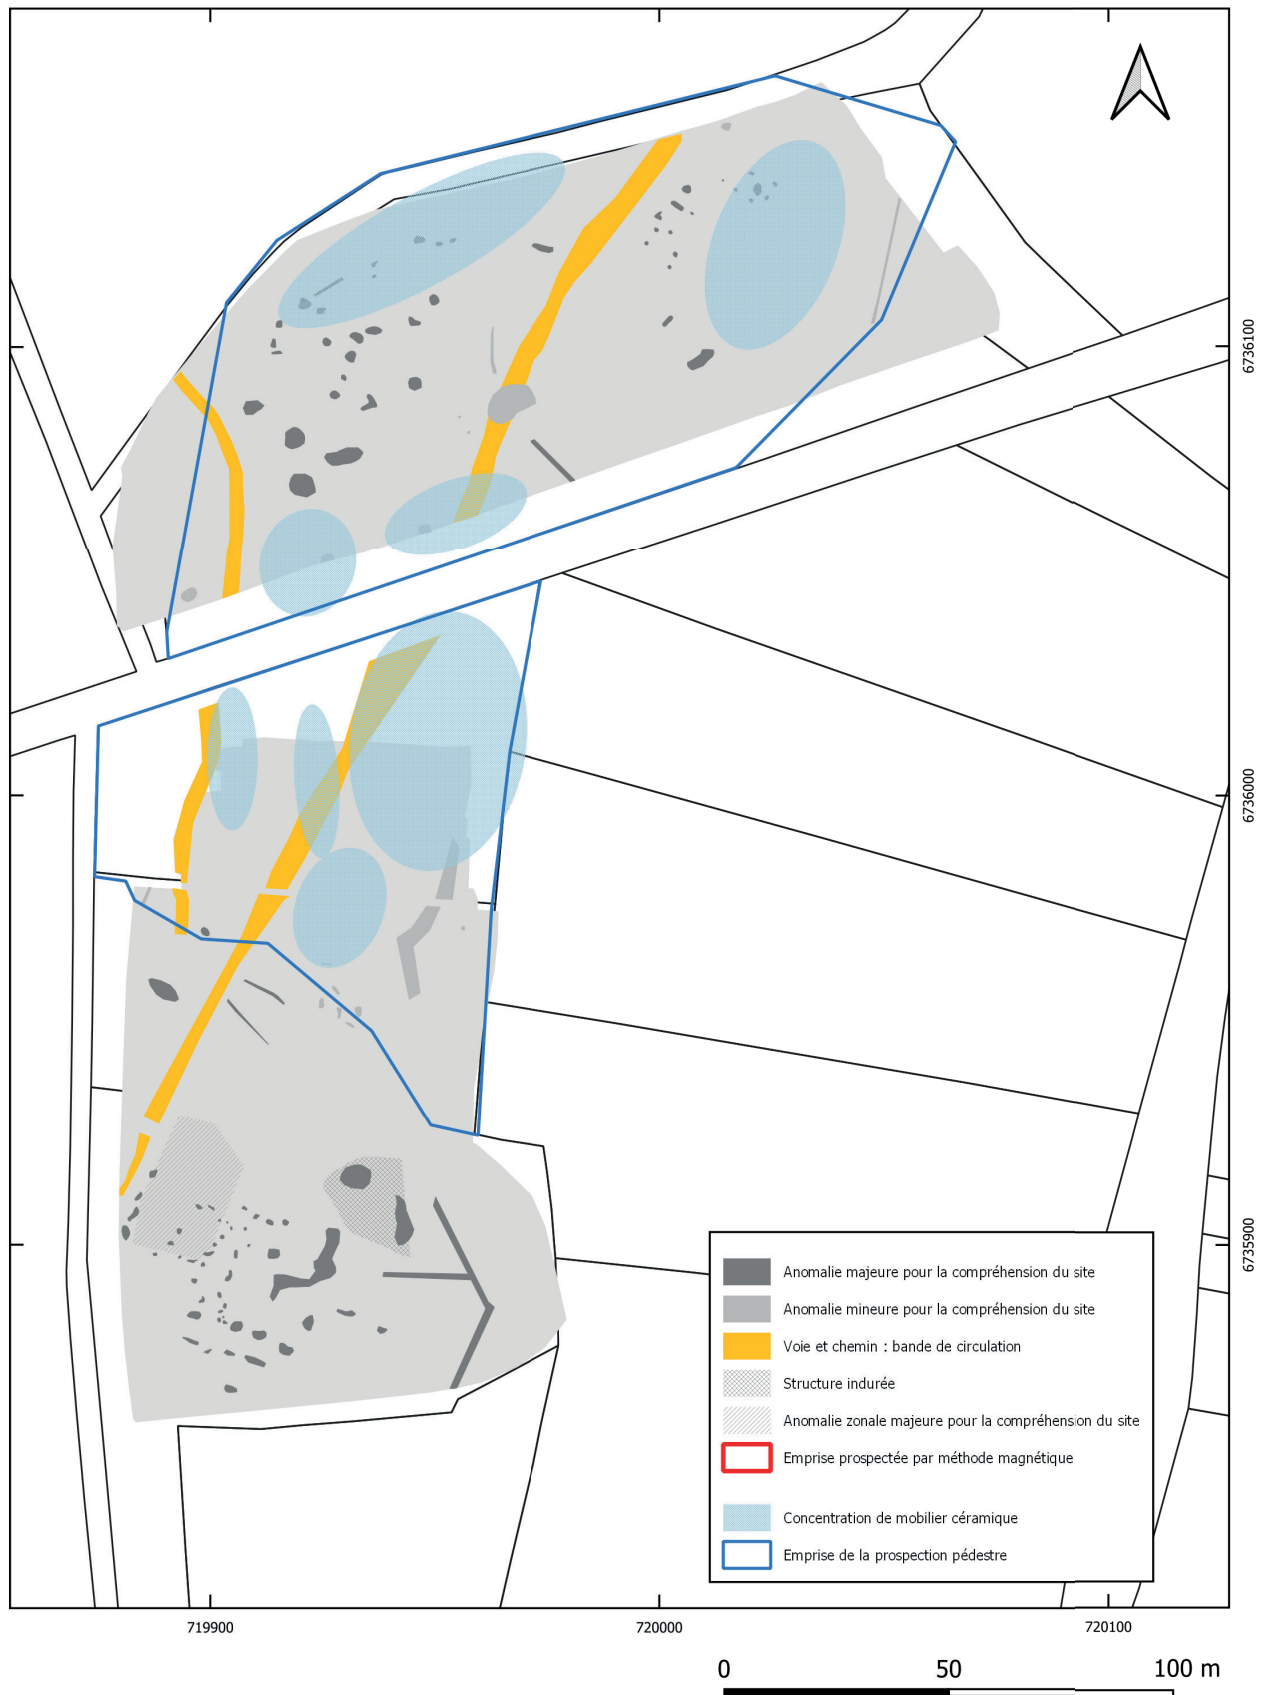 6736100
6736000
6735900
Anomalie majeure pour la compréhension du site
Anomalie mineure pour la compréhension du site
Voie et chemin : bande de circulation
Structure indurée
Anomalie zonale majeure pour la compréhension du site
Emprise prospectée par méthode magnétique
Concentration de mobilier céramique
Emprise de la prospection pédestre
719900 720000 720100
0 50 100 m